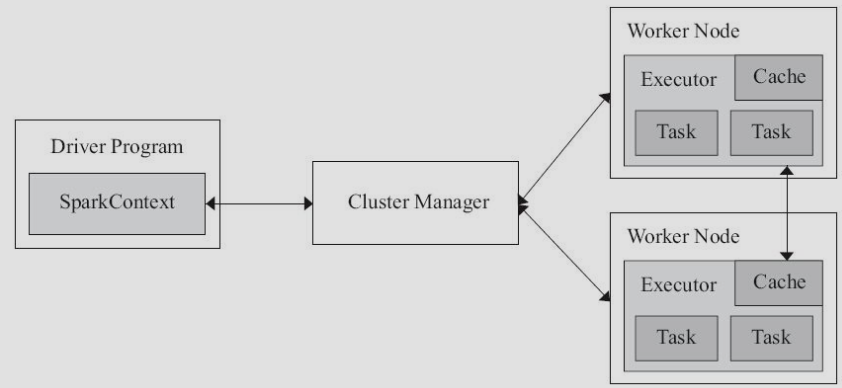 Driver Program
SparkContext
Cluster Manager
Worker Node
Executor
Cache
Task
Task
Worker Node
Executor
Cache
Task
Task